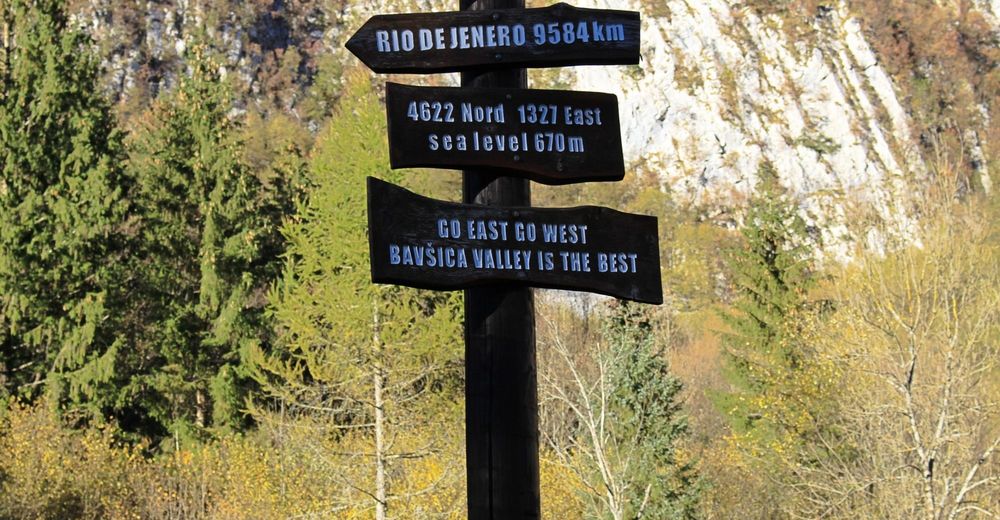 RIO DE JENERO 9584 km
4622 Nord 1327 East
sea level 670m
GO EAST GO WEST
BAVŠICA VALLEY IS THE BEST